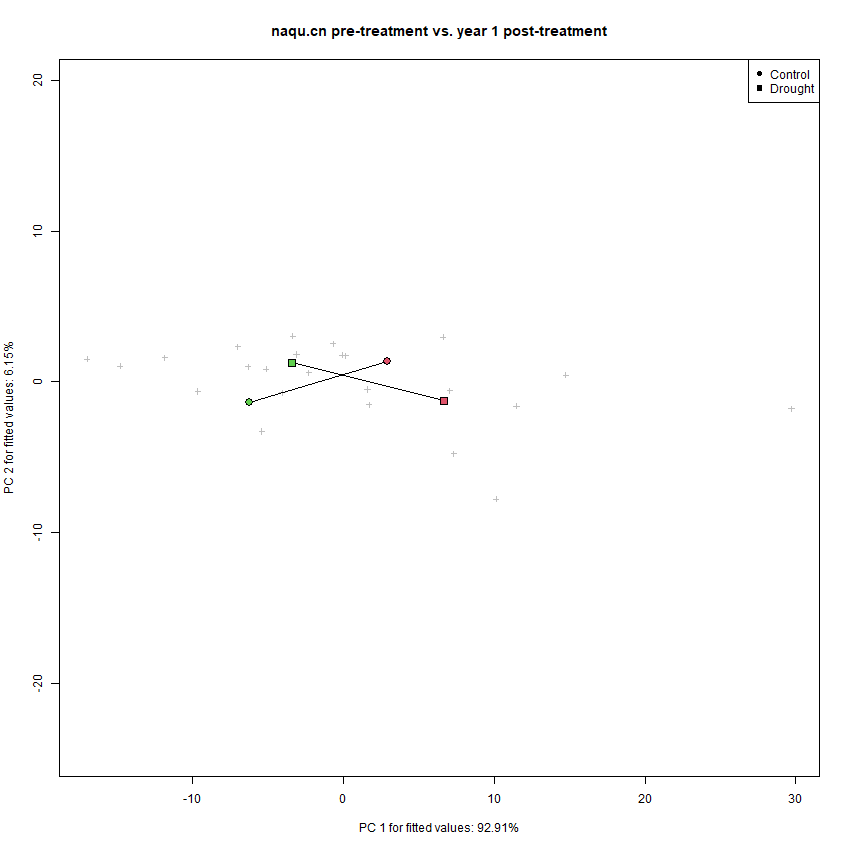 naqu.cn pre-treatment vs. year 1 post-treatment
Control
Drought
20
10
0
-10
-20
PC 2 for fitted values: 6.15%
-10
0
10
20
30
PC 1 for fitted values: 92.91%